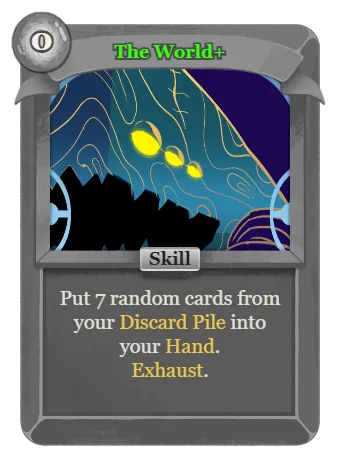 0
The World+
Skill
Put 7 random cards from
your Discard Pile into
your Hand.
Exhaust.